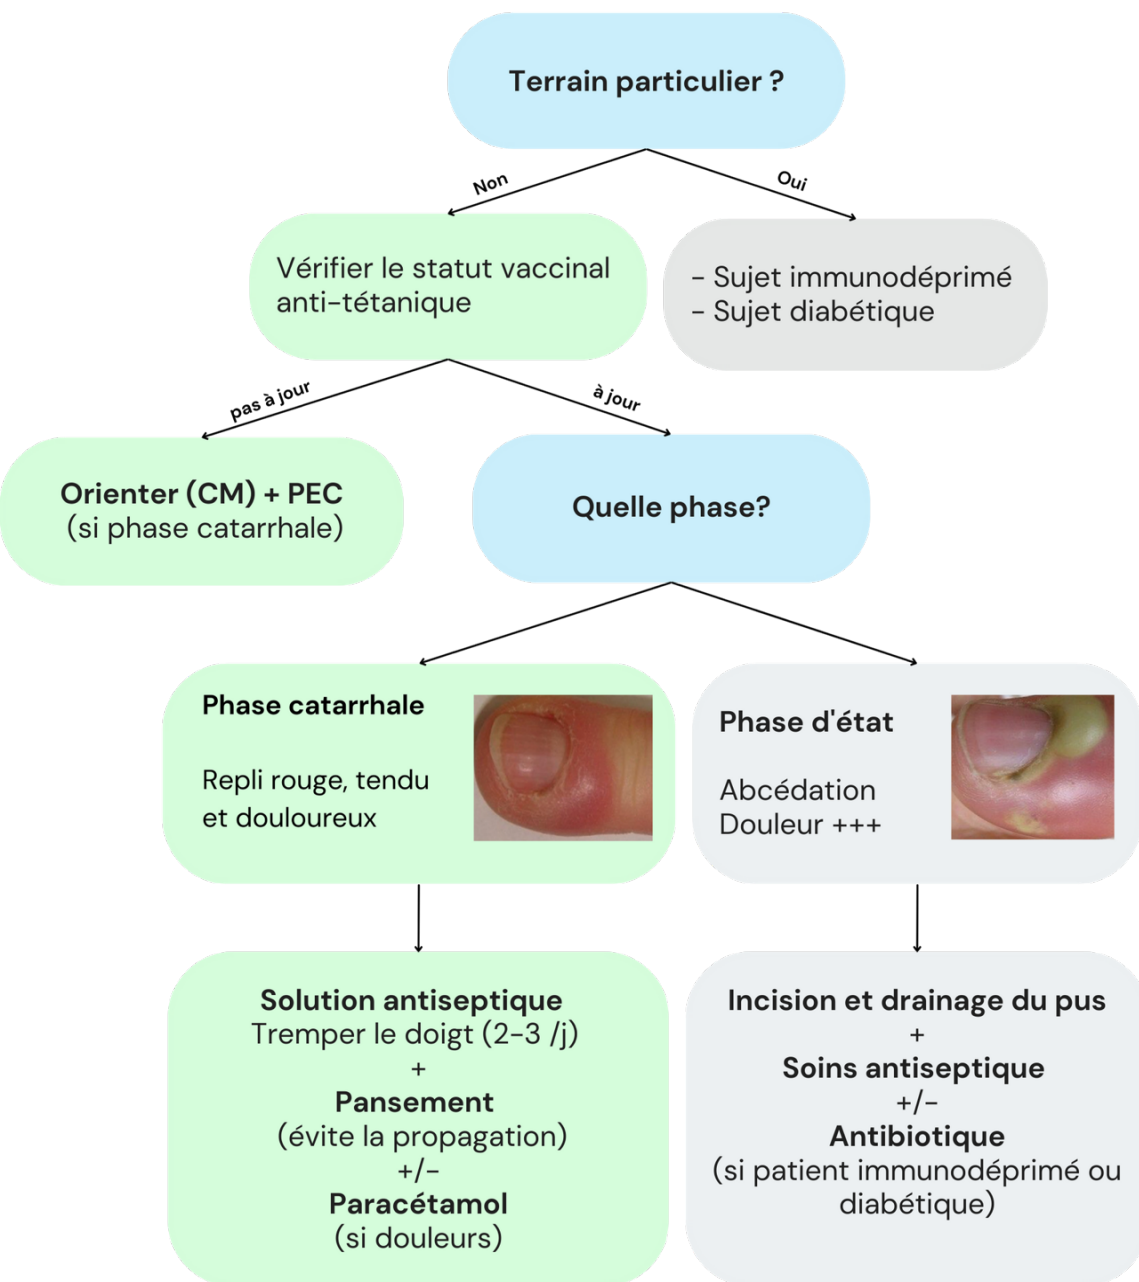 Terrain particulier ?
Non
Oui
Vérifier le statut vaccinal
anti-tétanique
- Sujet immunodéprimé
- Sujet diabétique
pas à jour
à jour
Orienter (CM) + PEC
(si phase catarrhale)
Quelle phase?
Phase catarrhale
Repli rouge, tendu
et douloureux
Phase d'état
Abcédation
Douleur +++
Solution antiseptique
Tremper le doigt (2-3 /j)
+
Pansement
(évite la propagation)
+/-
Paracétamol
(si douleurs)
Incision et drainage du pus
+
Soins antiseptique
+/-
Antibiotique
(si patient immunodéprimé ou
diabétique)